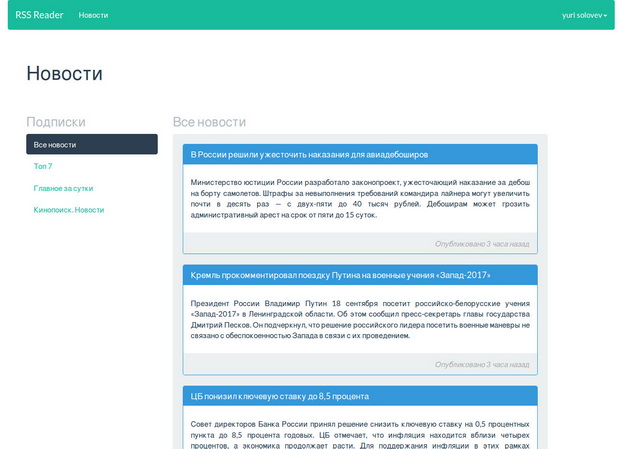 RSS Reader Новости yuri solovev
Новости
Подписки
Все новости
Топ 7
Главное за сутки
Кинопоиск. Новости
Все новости
В России решили ужесточить наказания для авиадебоширов
Министерство юстиции России разработало законопроект, ужесточающий наказание за дебош
на борту самолетов. Штрафы за невыполнения требований командира лайнера могут увеличить
почти в десять раз — с двух-пяти до 40 тысяч рублей. Дебоширам может грозить
административный арест на срок от пяти до 15 суток.
Опубликовано 3 часа назад
Кремль прокомментировал поездку Путина на военные учения «Запад-2017»
Президент России Владимир Путин 18 сентября посетит российско-белорусские учения
«Запад-2017» в Ленинградской области. Об этом сообщил пресс-секретарь главы государства
Дмитрий Песков. Он подчеркнул, что решение российского лидера посетить военные маневры не
связано с обеспокоенностью Запада в связи с их проведением.
Опубликовано 3 часа назад
ЦБ понизил ключевую ставку до 8,5 процента
Совет директоров Банка России принял решение снизить ключевую ставку на 0,5 процентных
пункта до 8,5 процента годовых. ЦБ отмечает, что инфляция находится вблизи четырех
процентов, а экономика продолжает расти. Для поддержания инфляции в этих рамках